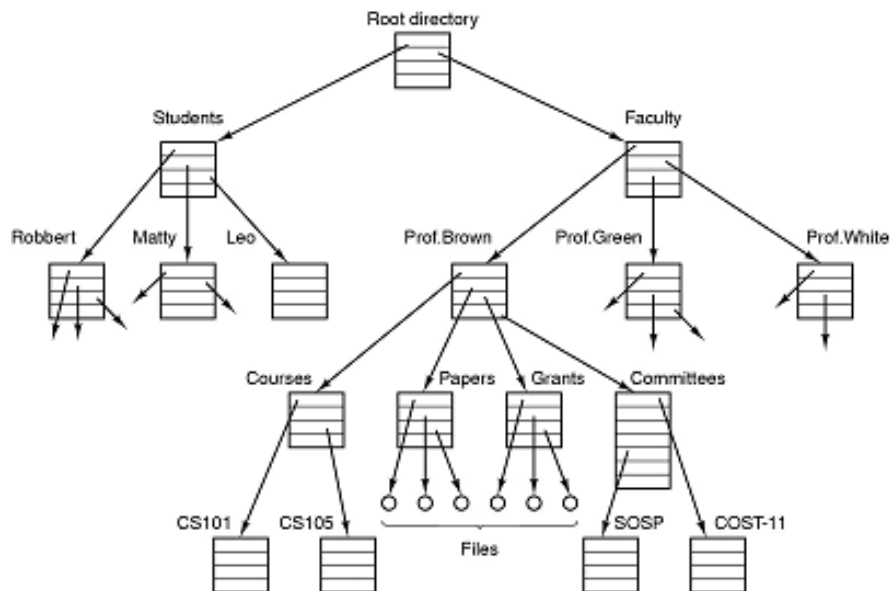 Root directory
Students
Faculty
Robbert
Matty
Leo
Prof.Brown
Prof.Green
Prof.White
Courses
Papers
Grants
Committees
CS101
CS105
SOSP
COST-11
Files